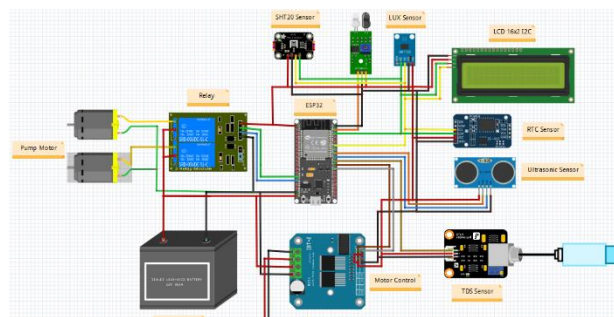 SHT20 Sensor
LUX Sensor
LCD 16x2 I2C
Relay
ESP32
RTC Sensor
Pump Motor
Ultrasonic Sensor
Motor Control
TDS Sensor